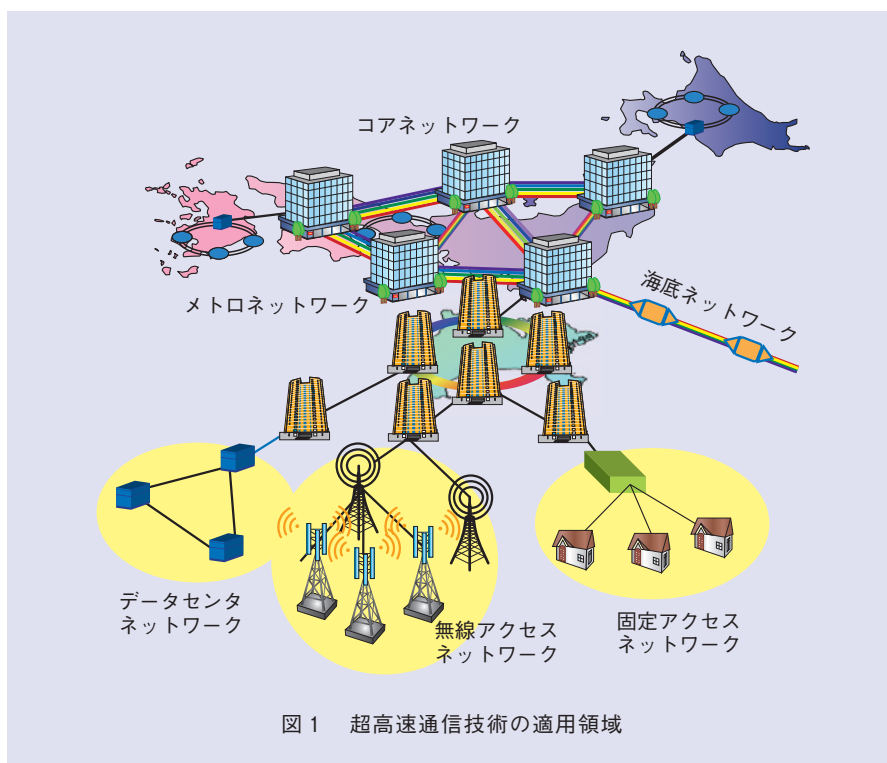 コアネットワーク
メトロネットワーク
海底ネットワーク
データセンタ
ネットワーク
無線アクセス
ネットワーク
固定アクセス
ネットワーク
図1 超高速通信技術の適用領域